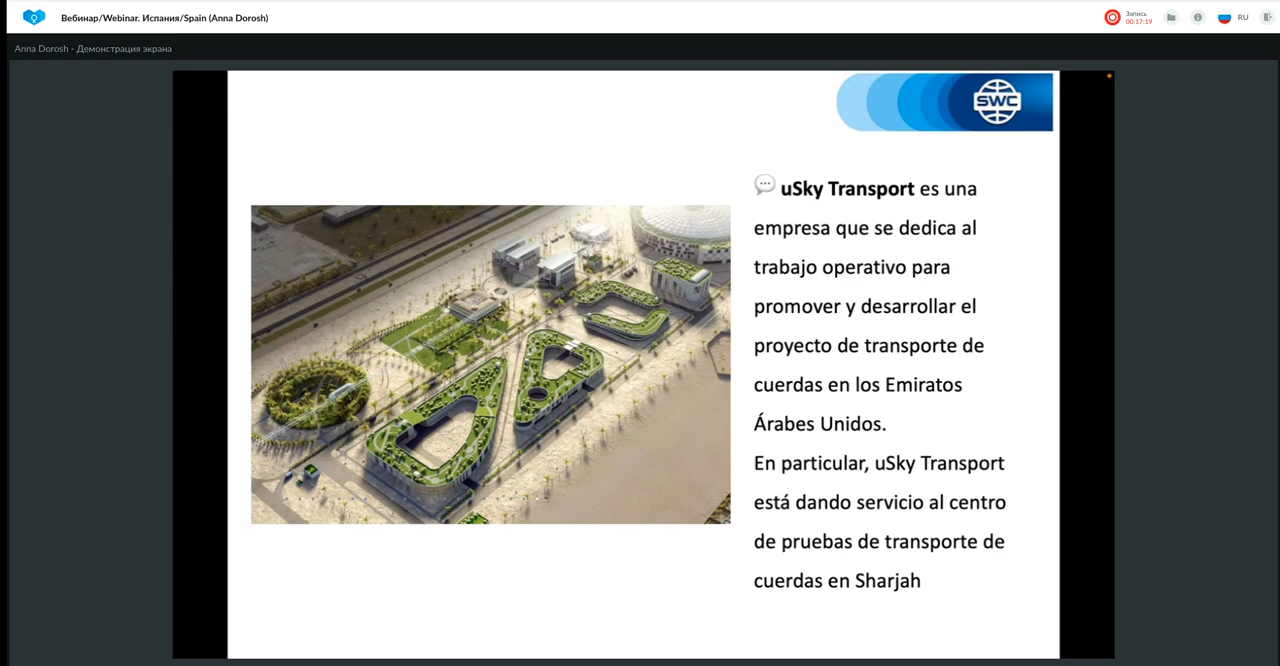 Вебинар/Webinar. Испания/Spain (Anna Dorosh)
Запись
00:17:19
RU
Anna Dorosh - Демонстрация экрана
SWC
uSky Transport es una
empresa que se dedica al
trabajo operativo para
promover y desarrollar el
proyecto de transporte de
cuerdas en los Emiratos
Árabes Unidos.
En particular, uSky Transport
está dando servicio al centro
de pruebas de transporte de
cuerdas en Sharjah